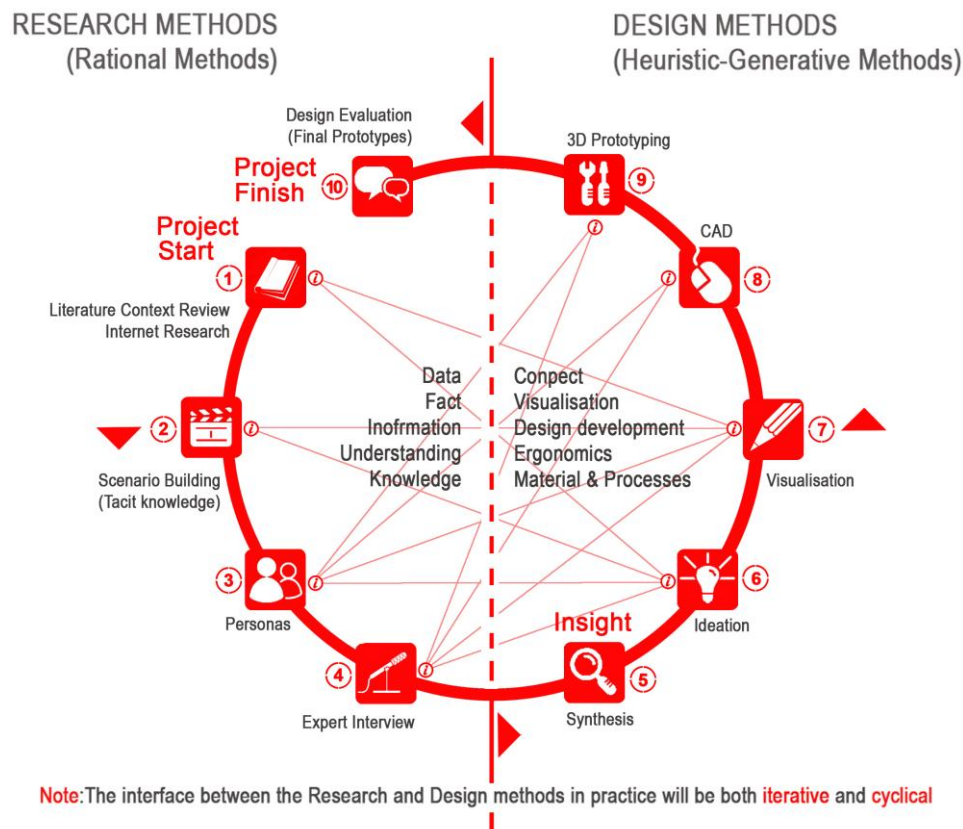 RESEARCH METHODS
(Rational Methods)
DESIGN METHODS
(Heuristic-Generative Methods)
Design Evaluation
(Final Prototypes)
Project
Finish
10
3D Prototyping
9
Project
Start
1
Literature Context Review
Internet Research
CAD
8
2
Scenario Building
(Tacit knowledge)
Data
Fact
Inofrmation
Understanding
Knowledge
Conpect
Visualisation
Design development
Ergonomics
Material & Processes
7
Visualisation
3
Personas
6
Ideation
4
Expert Interview
Insight
5
Synthesis
i
i
i
i
i
i
i
i
Note:The interface between the Research and Design methods in practice will be both iterative and cyclical